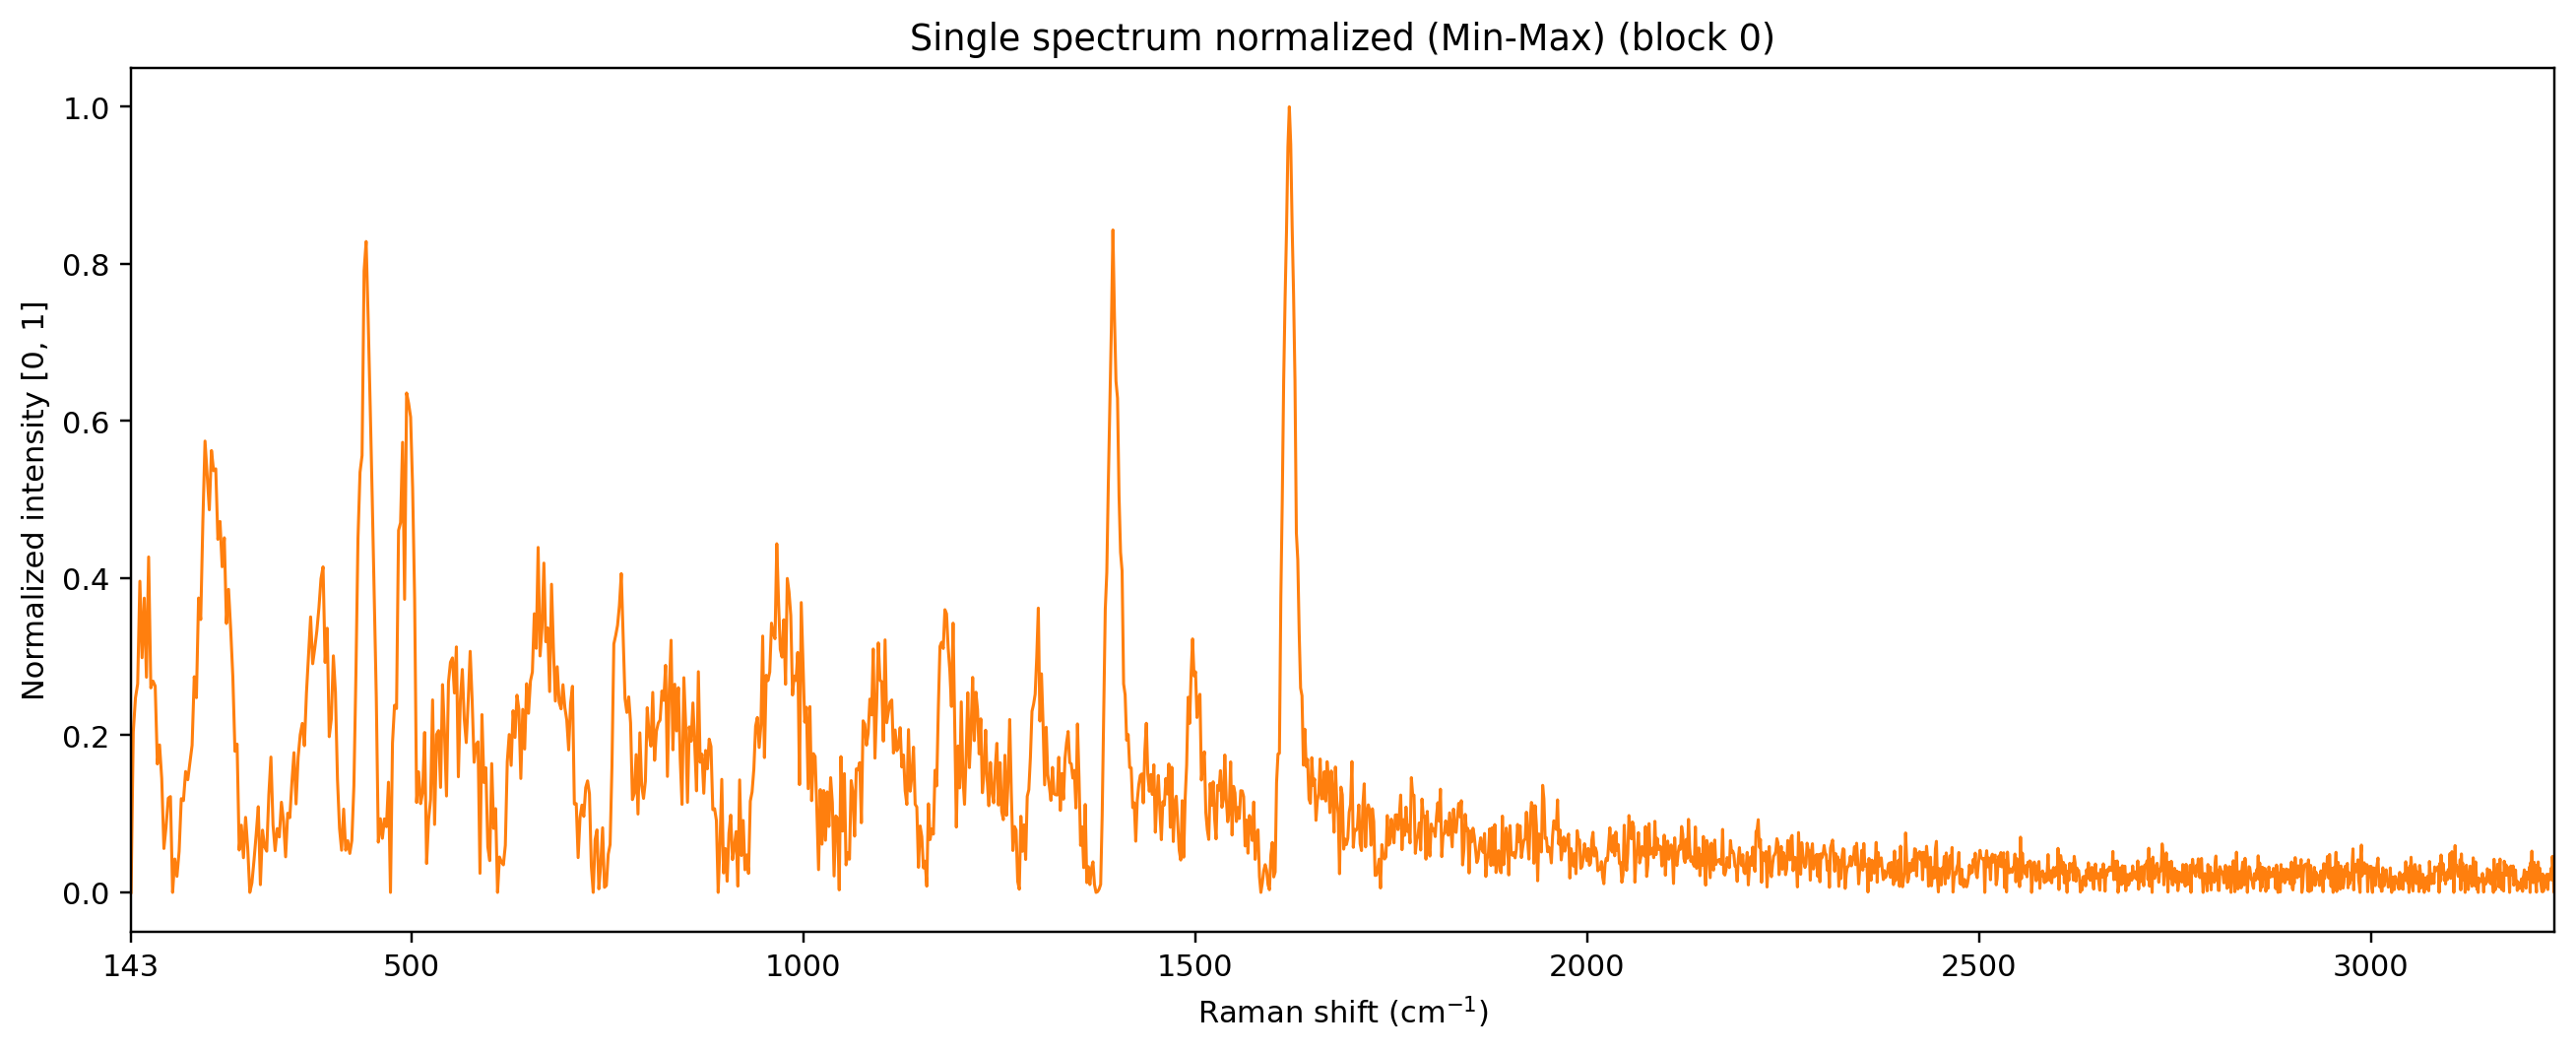 Single spectrum normalized (Min-Max) (block 0)
Normalized intensity [0, 1]
1.0
0.8
0.6
0.4
0.2
0.0
143 500 1000 1500 2000 2500 3000
Raman shift (cm⁻¹)